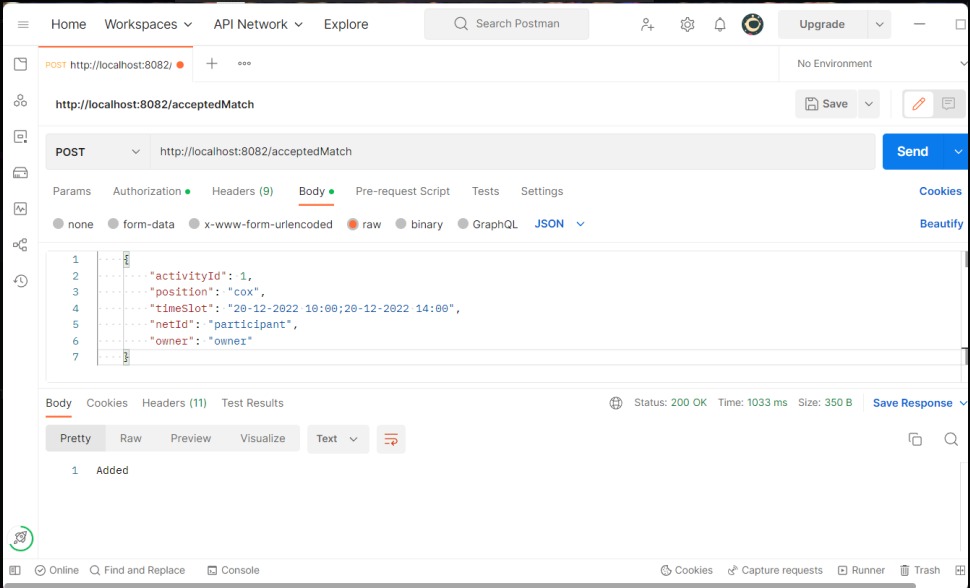 Home Workspaces API Network Explore Search Postman Upgrade
POST http://localhost:8082/ No Environment
http://localhost:8082/acceptedMatch Save
POST http://localhost:8082/acceptedMatch Send
Params Authorization Headers (9) Body Pre-request Script Tests Settings Cookies
none form-data x-www-form-urlencoded raw binary GraphQL JSON Beautify
1 {
2 "activityId": 1,
3 "position": "cox",
4 "timeSlot": "20-12-2022 10:00;20-12-2022 14:00",
5 "netId": "participant",
6 "owner": "owner"
7 }
Body Cookies Headers (11) Test Results Status: 200 OK Time: 1033 ms Size: 350 B Save Response
Pretty Raw Preview Visualize Text
1 Added
Online Find and Replace Console Cookies Capture requests Runner Trash